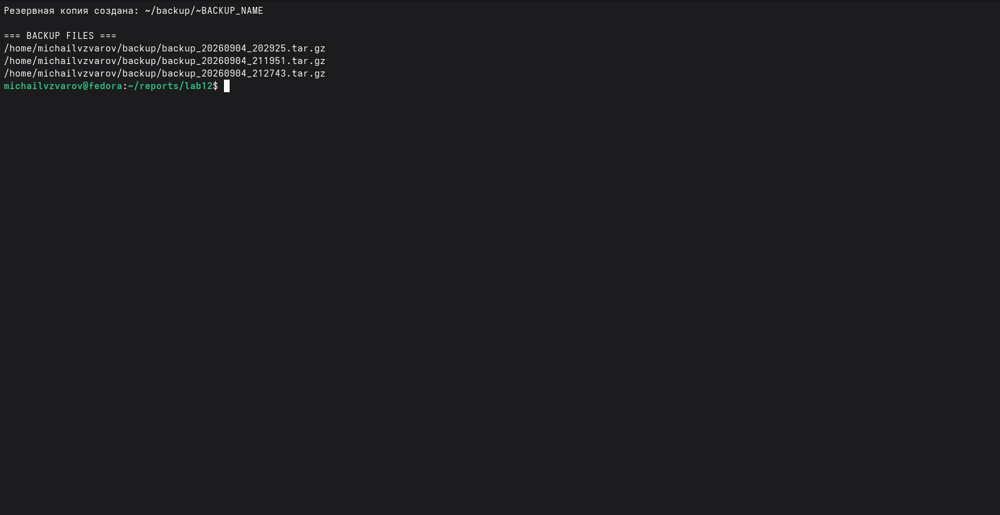 Резервная копия создана: ~/backup/~BACKUP_NAME
=== BACKUP FILES ===
/home/michailvzvarov/backup/backup_20260904_202925.tar.gz
/home/michailvzvarov/backup/backup_20260904_211951.tar.gz
/home/michailvzvarov/backup/backup_20260904_212743.tar.gz
michailvzvarov@fedora:~/reports/lab12$